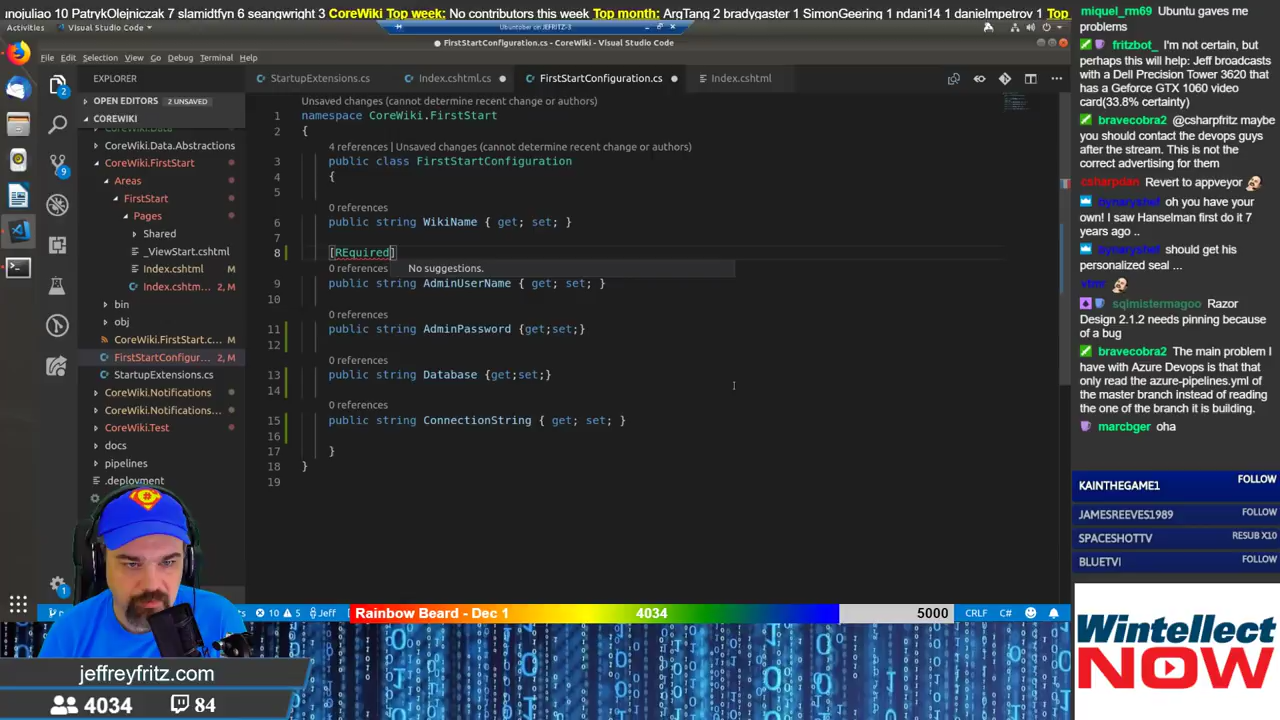 inojuliao 10 PatrykOlejniczak 7 slamidtfyn 6 seangwright 3 CoreWiki Top week: No contributors this week Top month: ArqTang 2 bradygaster 1 SimonGeering 1 ndani14 1 danielmpetrov 1 Top
Activities Visual Studio Code Ubuntober on JEFRITZ-3
FirstStartConfiguration.cs - CoreWiki - Visual Studio Code
File Edit Selection View Go Debug Terminal Help
EXPLORER
StartupExtensions.cs Index.cshtml.cs FirstStartConfiguration.cs Index.cshtml
OPEN EDITORS 2 UNSAVED
COREWIKI
CoreWiki.Data
CoreWiki.Data.Abstractions
CoreWiki.FirstStart
Areas
FirstStart
Pages
Shared
_ViewStart.cshtml
Index.cshtml M
Index.cshtm... 2, M
bin
obj
CoreWiki.FirstStart.c...
FirstStartConfigur... 2, M
StartupExtensions.cs
CoreWiki.Notifications
CoreWiki.Notifications...
CoreWiki.Test
docs
pipelines
.deployment
2
9
1
Unsaved changes (cannot determine recent change or authors)
1 namespace CoreWiki.FirstStart
2 {
4 references | Unsaved changes (cannot determine recent change or authors)
3 public class FirstStartConfiguration
4 {
5
0 references
6 public string WikiName { get; set; }
7
8 [REquired]
0 references
No suggestions.
9 public string AdminUserName { get; set; }
10
0 references
11 public string AdminPassword {get;set;}
12
0 references
13 public string Database {get;set;}
14
0 references
15 public string ConnectionString { get; set; }
16
17 }
18 }
19
10 5 Jeff
CRLF C#
Rainbow Beard - Dec 1 4034 5000
miquel_rm69 Ubuntu gaves me
problems
fritzbot_ I'm not certain, but
perhaps this will help: Jeff broadcasts
with a Dell Precision Tower 3620 that
has a Geforce GTX 1060 video
card(33.8% certainty)
bravecobra2 @csharpfritz maybe
you should contact the devops guys
after the stream. This is not the
correct advertising for them
csharpdan Revert to appveyor
oh you have your
own! I saw Hanselman first do it 7
years ago ..
should get his
personalized seal ...
sqlmistermagoo Razor
Design 2.1.2 needs pinning because
of a bug
bravecobra2 The main problem I
have with Azure Devops is that that
only read the azure-pipelines.yml of
the master branch instead of reading
the one of the branch it is building.
marcbger oha
KAINTHEGAME1 FOLLOW
JAMESREEVES1989 FOLLOW
SPACESHOTTV RESUB X10
BLUETVI FOLLOW
Wintellect
NOW
jeffreyfritz.com
4034 84